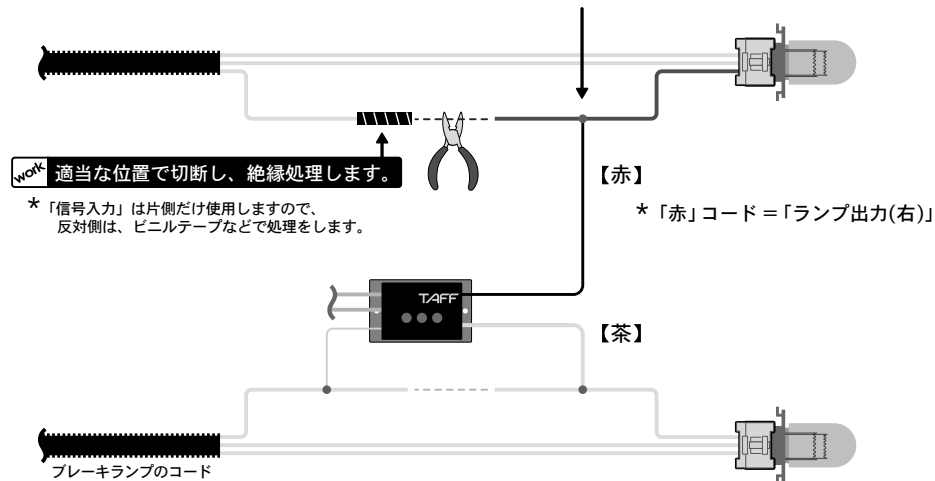 work 適当な位置で切断し、絶縁処理します。
*「信号入力」は片側だけ使用しますので、
反対側は、ビニルテープなどで処理をします。
【赤】
*「赤」コード＝「ランプ出力(右)」
TAFF
【茶】
ブレーキランプのコード